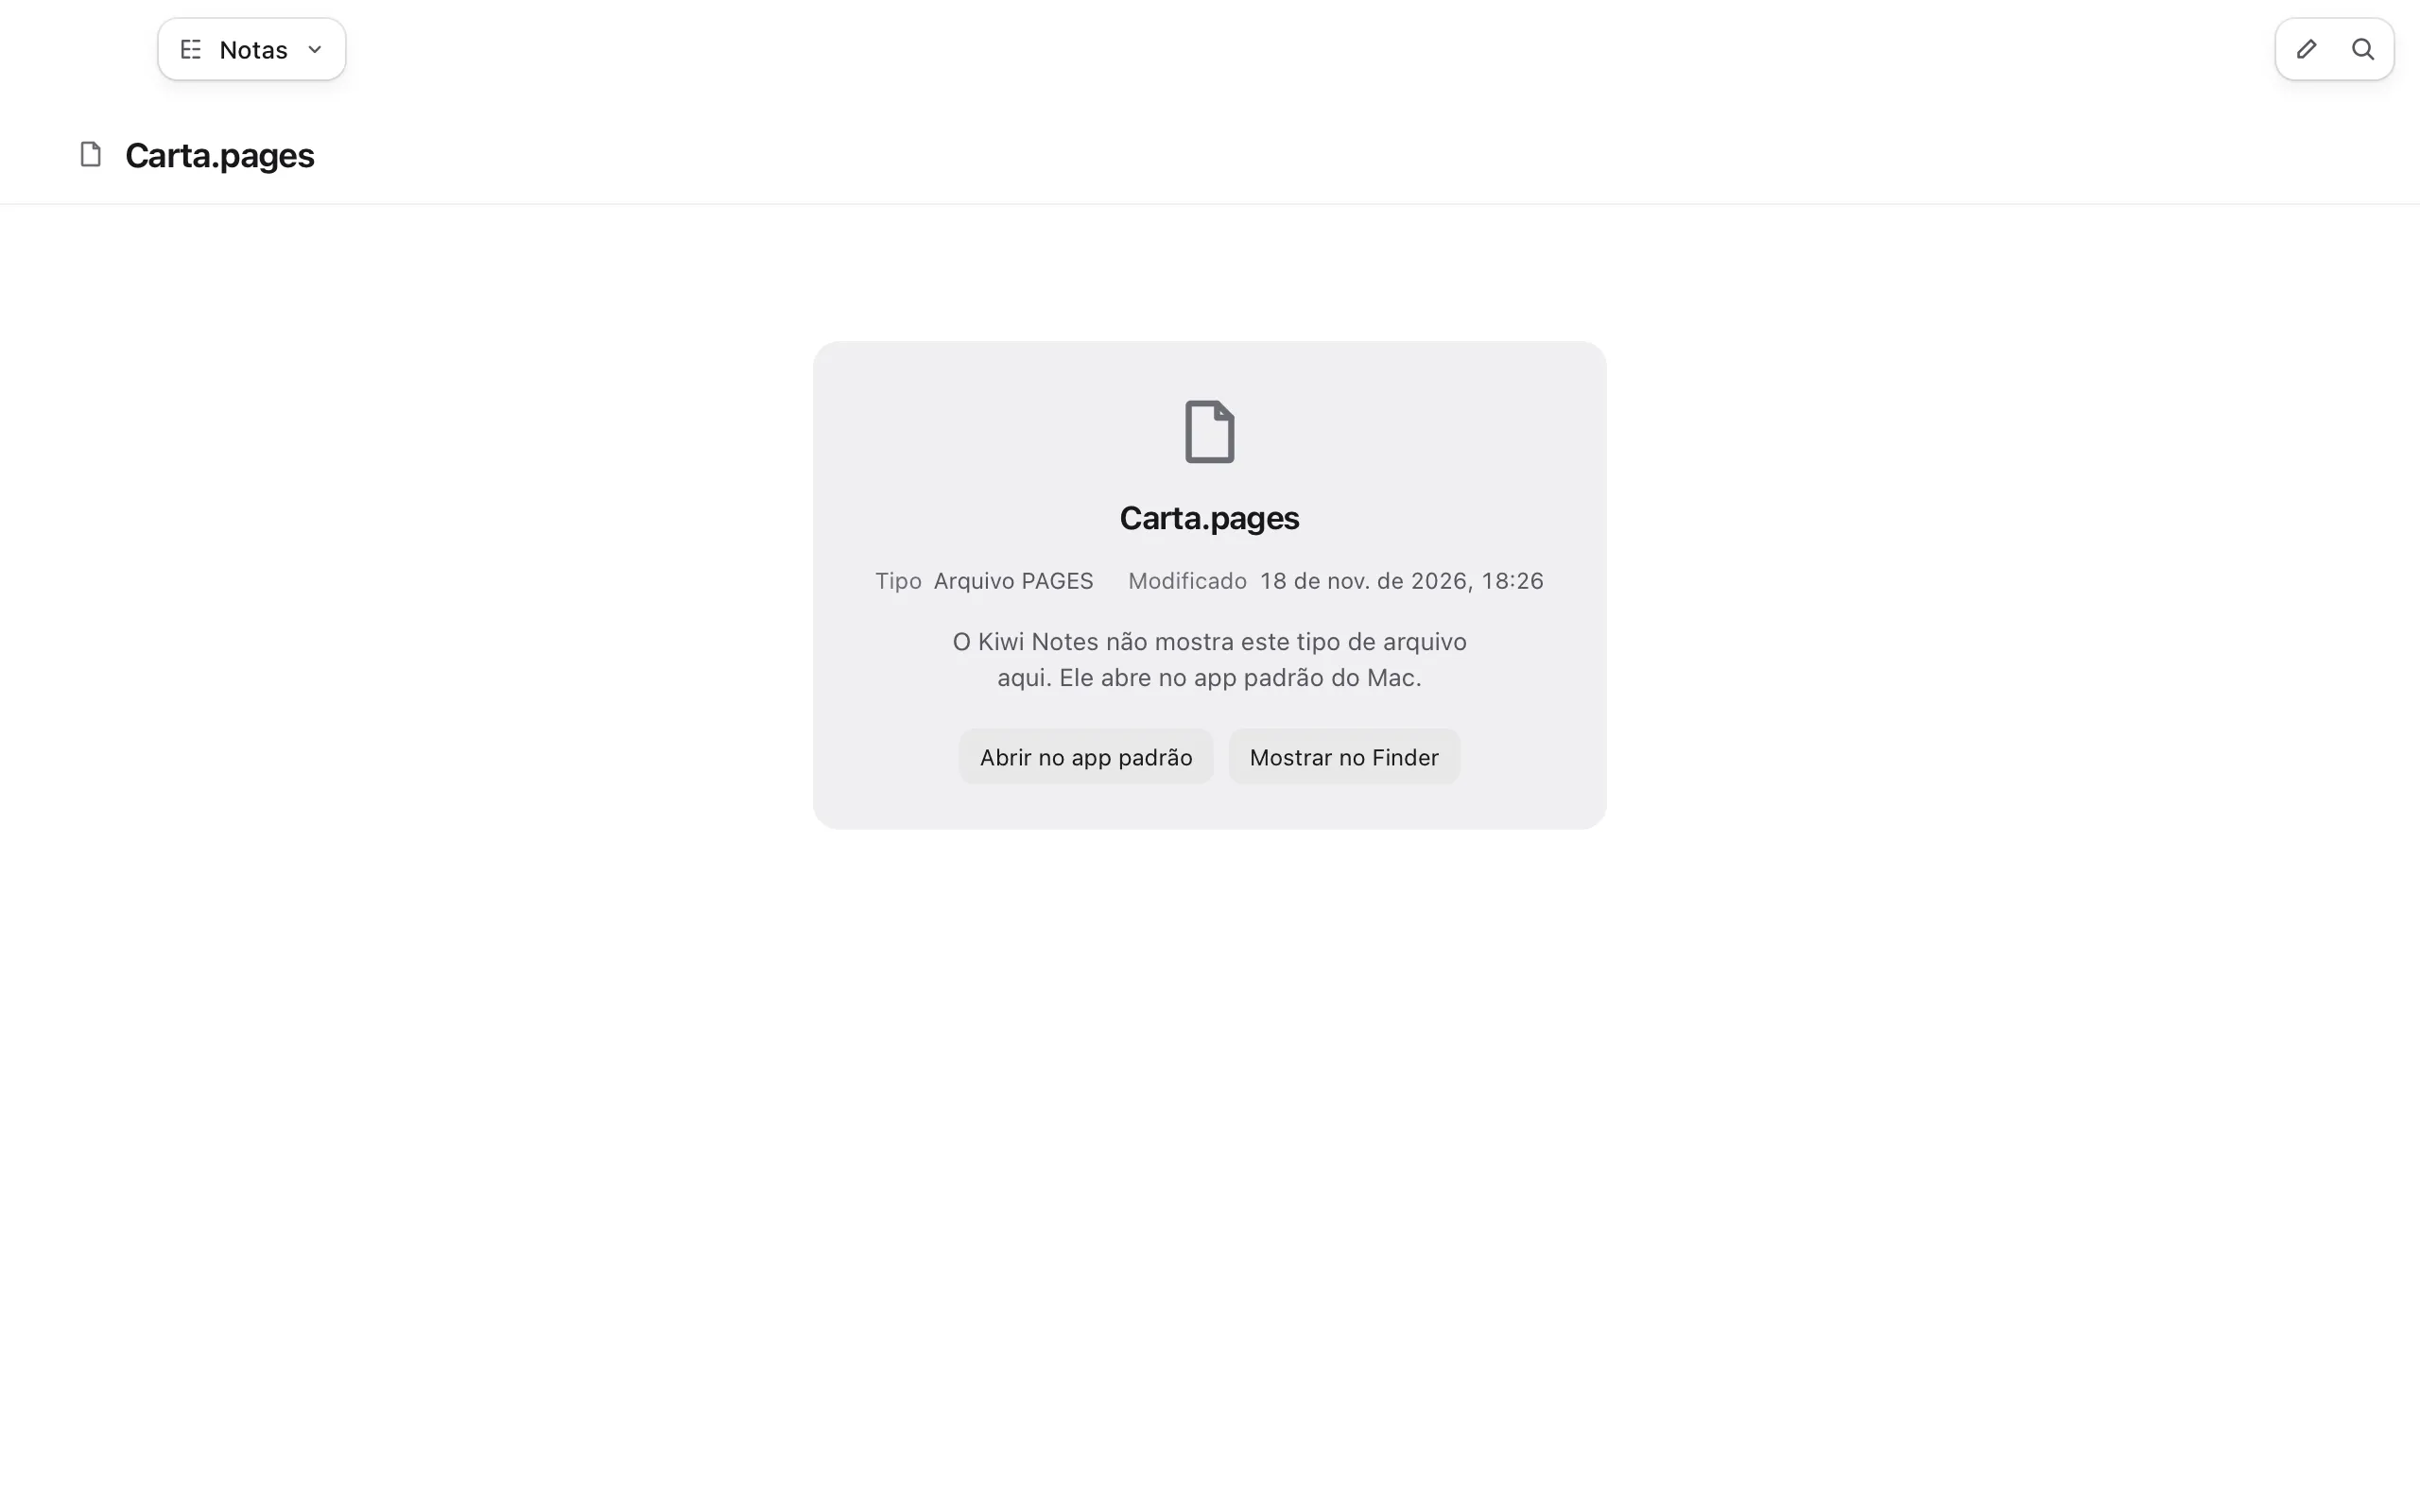 Notas
Carta.pages
Carta.pages
Tipo Arquivo PAGES Modificado 18 de nov. de 2026, 18:26
O Kiwi Notes não mostra este tipo de arquivo
aqui. Ele abre no app padrão do Mac.
Abrir no app padrão Mostrar no Finder